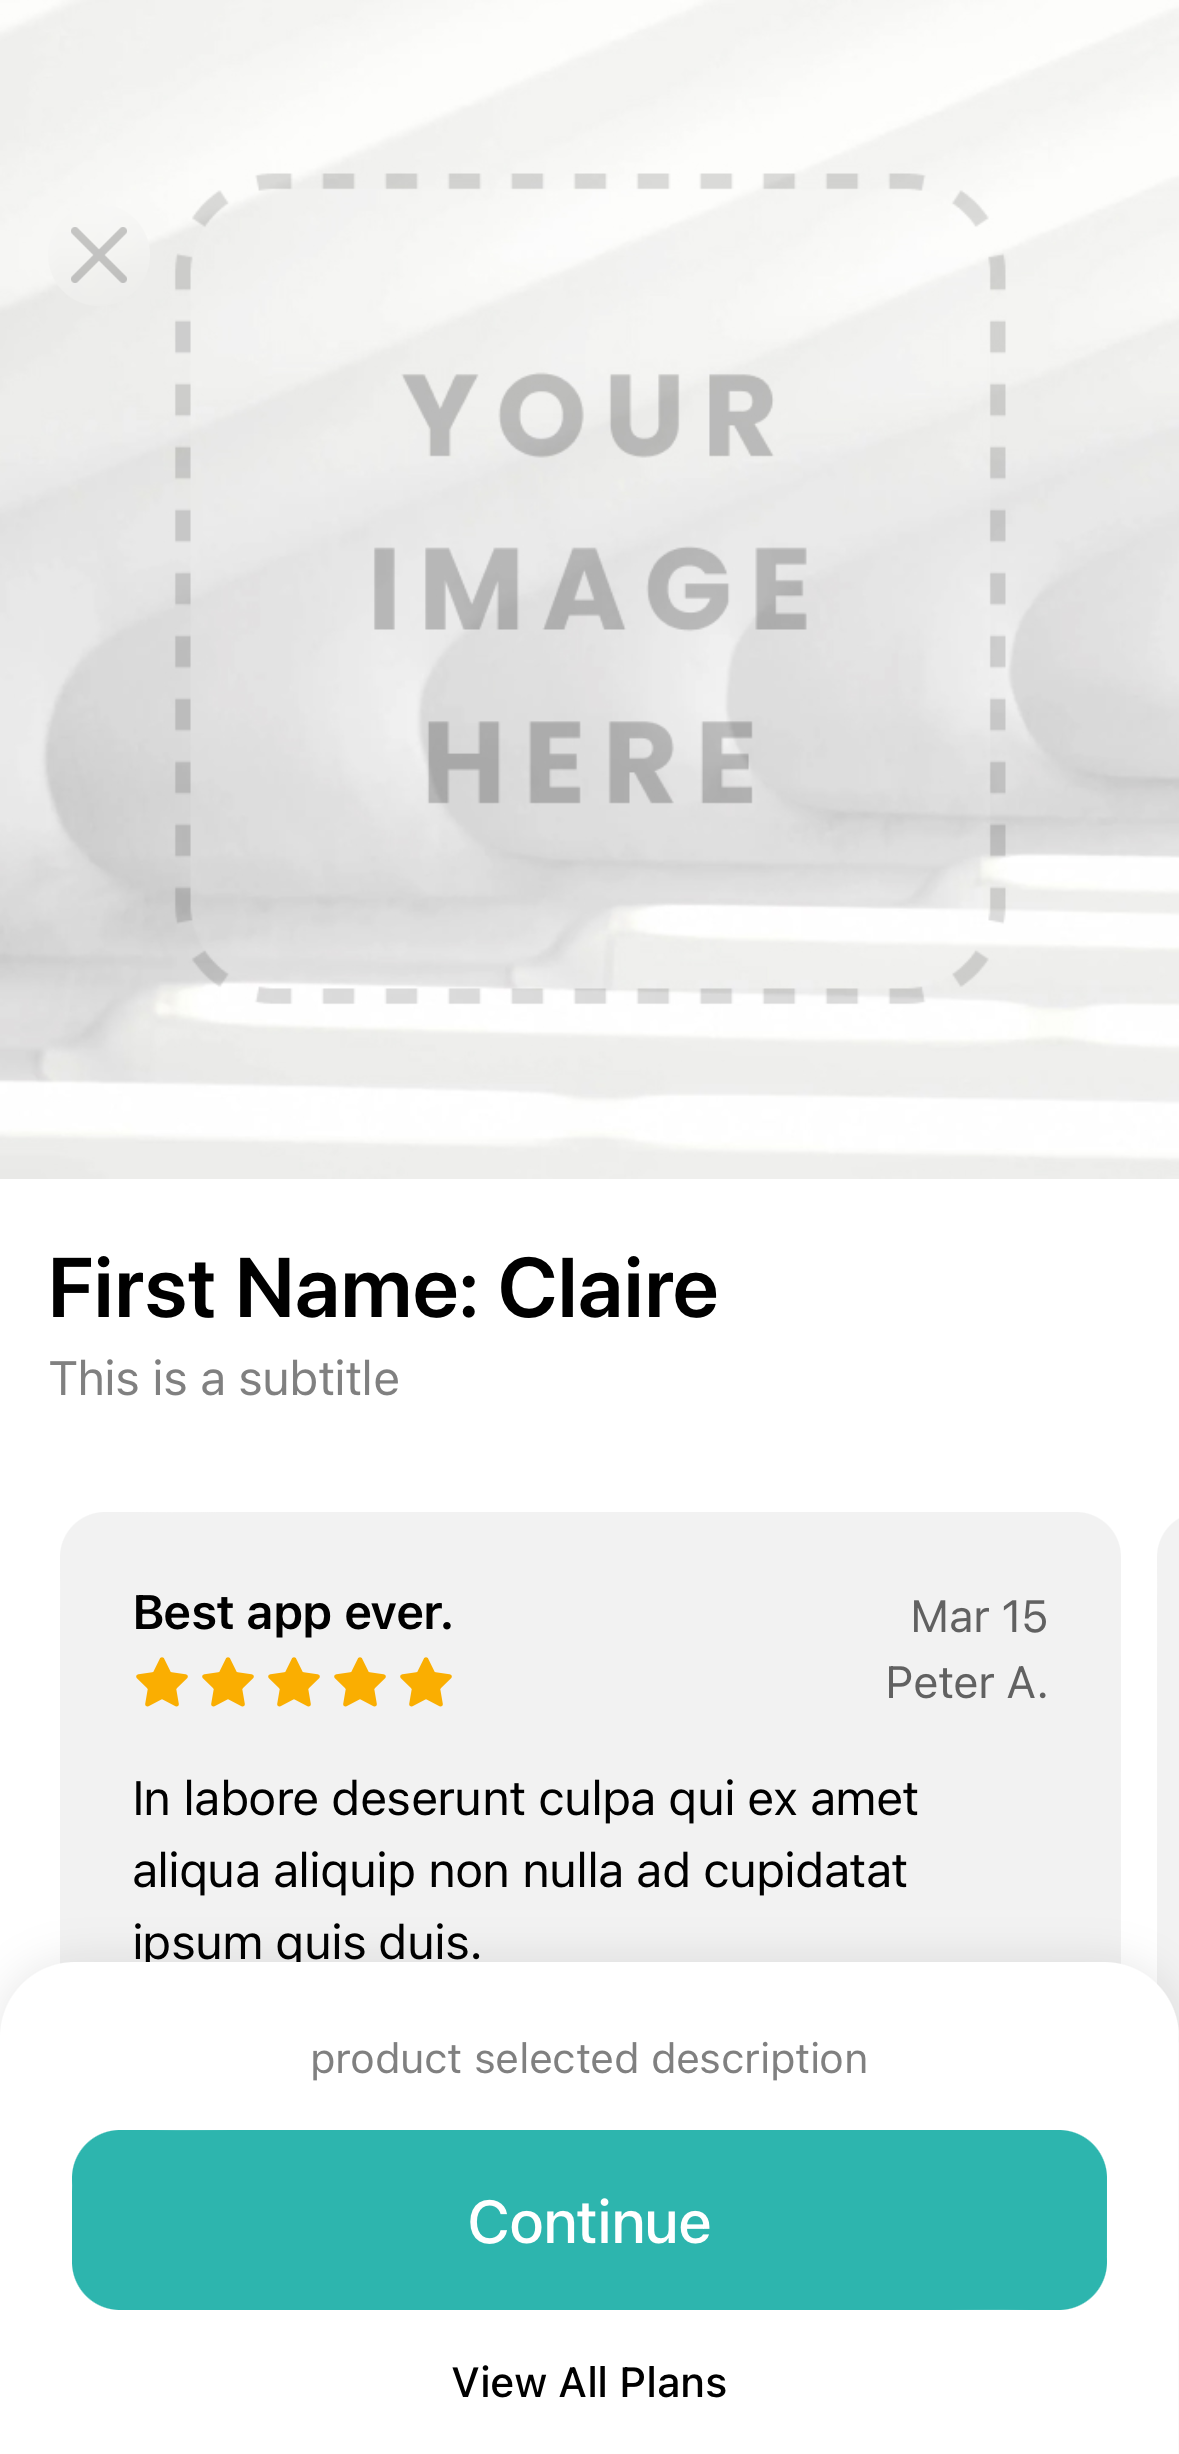 YOUR
IMAGE
HERE
First Name: Claire
This is a subtitle
Best app ever.
Mar 15
Peter A.
In labore deserunt culpa qui ex amet
aliqua aliquip non nulla ad cupidatat
ipsum quis duis.
product selected description
Continue
View All Plans